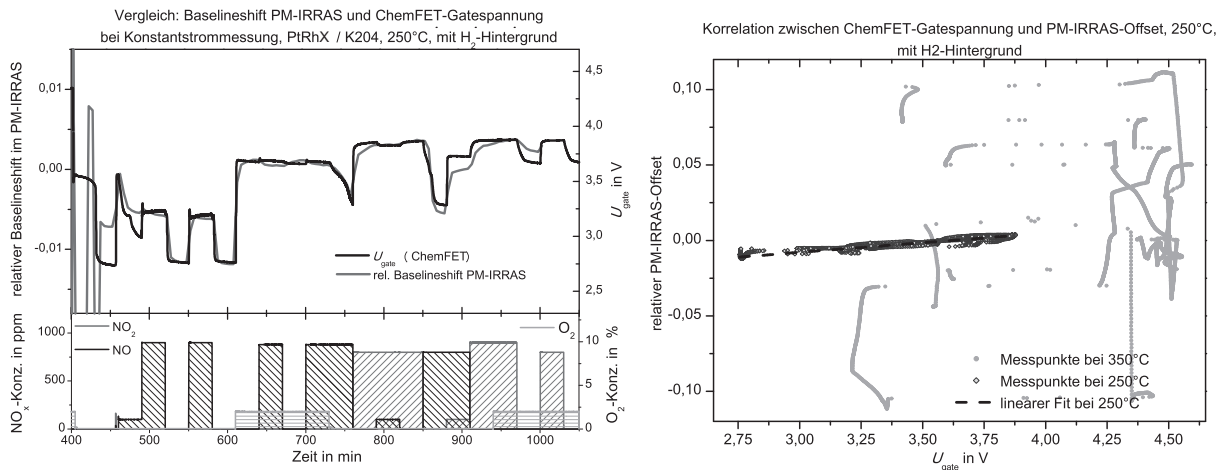 Vergleich: Baselineshift PM-IRRAS und ChemFET-Gatespannung
bei Konstantstrommessung, PtRhX / K204, 250°C, mit H2-Hintergrund
relativer Baselineshift im PM-IRRAS
0,01
0,00
-0,01
4,5
4,0
3,5
3,0
2,5
Ugate in V
Ugate (ChemFET)
rel. Baselineshift PM-IRRAS
NOx-Konz. in ppm
1000
500
0
NO2
NO
O2
10
5
0
O2-Konz. in %
400 500 600 700 800 900 1000
Zeit in min
Korrelation zwischen ChemFET-Gatespannung und PM-IRRAS-Offset, 250°C,
mit H2-Hintergrund
relativer PM-IRRAS-Offset
0,10
0,05
0,00
-0,05
-0,10
Messpunkte bei 350°C
Messpunkte bei 250°C
linearer Fit bei 250°C
2,75 3,00 3,25 3,50 3,75 4,00 4,25 4,50
Ugate in V